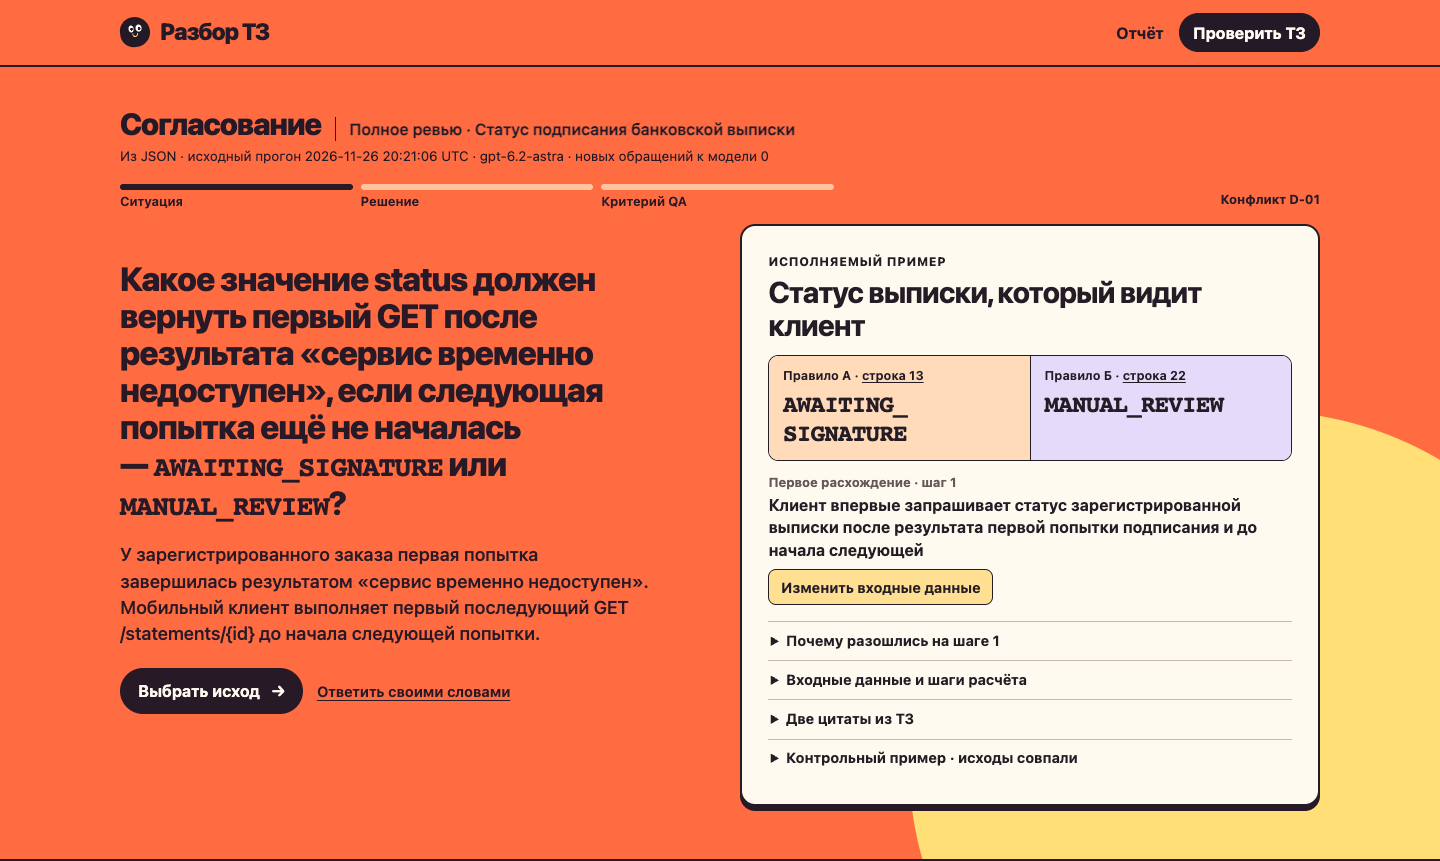 Разбор ТЗ
Отчёт
Проверить ТЗ
Согласование
Полное ревью · Статус подписания банковской выписки
Из JSON · исходный прогон 2026-11-26 20:21:06 UTC · gpt-6.2-astra · новых обращений к модели 0
Ситуация
Решение
Критерий QA
Конфликт D-01
Какое значение status должен
вернуть первый GET после
результата «сервис временно
недоступен», если следующая
попытка ещё не началась
— AWAITING_SIGNATURE или
MANUAL_REVIEW?
У зарегистрированного заказа первая попытка
завершилась результатом «сервис временно недоступен».
Мобильный клиент выполняет первый последующий GET
/statements/{id} до начала следующей попытки.
Выбрать исход →
Ответить своими словами
ИСПОЛНЯЕМЫЙ ПРИМЕР
Статус выписки, который видит
клиент
Правило А · строка 13
AWAITING_
SIGNATURE
Правило Б · строка 22
MANUAL_REVIEW
Первое расхождение · шаг 1
Клиент впервые запрашивает статус зарегистрированной
выписки после результата первой попытки подписания и до
начала следующей
Изменить входные данные
Почему разошлись на шаге 1
Входные данные и шаги расчёта
Две цитаты из ТЗ
Контрольный пример · исходы совпали